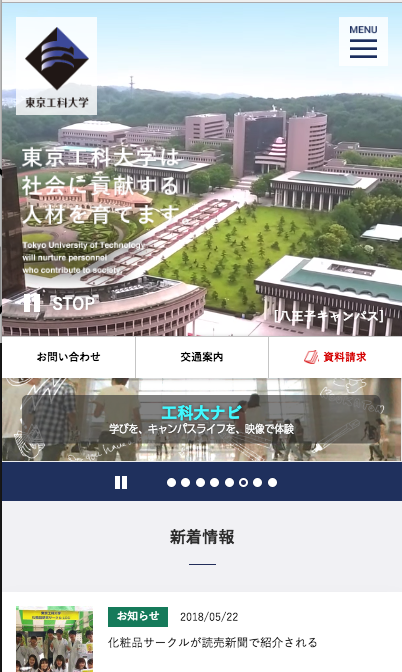 東京工科大学
MENU
東京工科大学は
社会に貢献する
人材を育てます
Tokyo University of Technology
will nurture personnel
who contribute to society.
STOP
[八王子キャンパス]
お問い合わせ
交通案内
資料請求
工科大ナビ
学びを、キャンパスライフを、映像で体験
新着情報
お知らせ 2018/05/22
化粧品サークルが読売新聞で紹介される